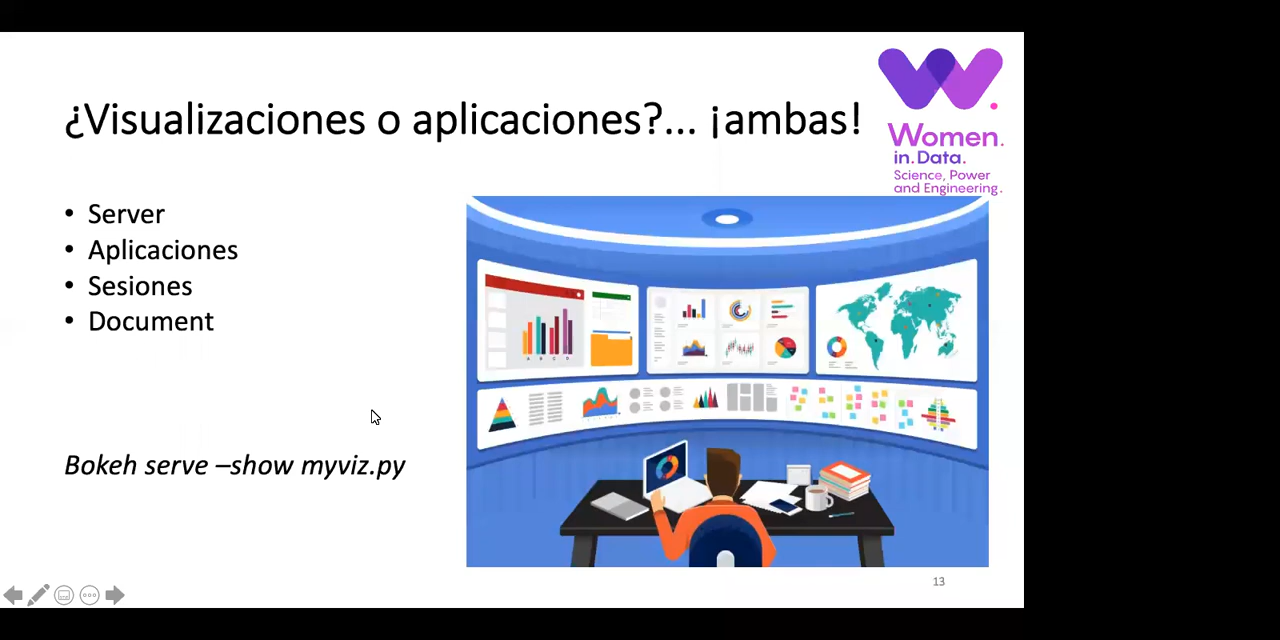 ¿Visualizaciones o aplicaciones?... ¡ambas!
Women.
in.Data.
Science, Power
and Engineering.
• Server
• Aplicaciones
• Sesiones
• Document
Bokeh serve –show myviz.py
A B C D
13